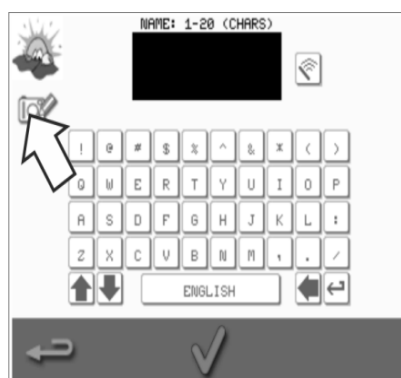 NAME: 1-20 (CHARS)
! @ # $ % ^ & * ( )
Q W E R T Y U I O P
A S D F G H J K L :
Z X C V B N M , . /
ENGLISH